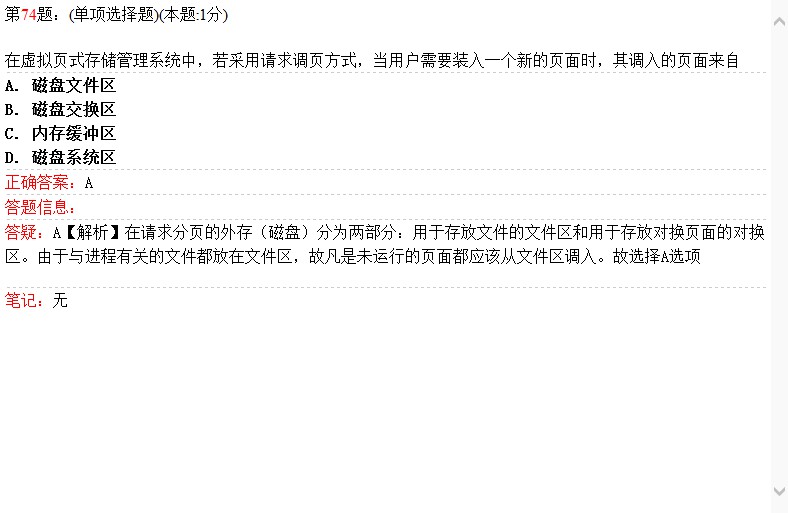 第74题：(单项选择题)(本题:1分)
在虚拟页式存储管理系统中，若采用请求调页方式，当用户需要装入一个新的页面时，其调入的页面来自
A. 磁盘文件区
B. 磁盘交换区
C. 内存缓冲区
D. 磁盘系统区
正确答案：A
答题信息：
答疑：A【解析】在请求分页的外存（磁盘）分为两部分：用于存放文件的文件区和用于存放对换页面的对换
区。由于与进程有关的文件都放在文件区，故凡是未运行的页面都应该从文件区调入。故选择A选项
笔记：无